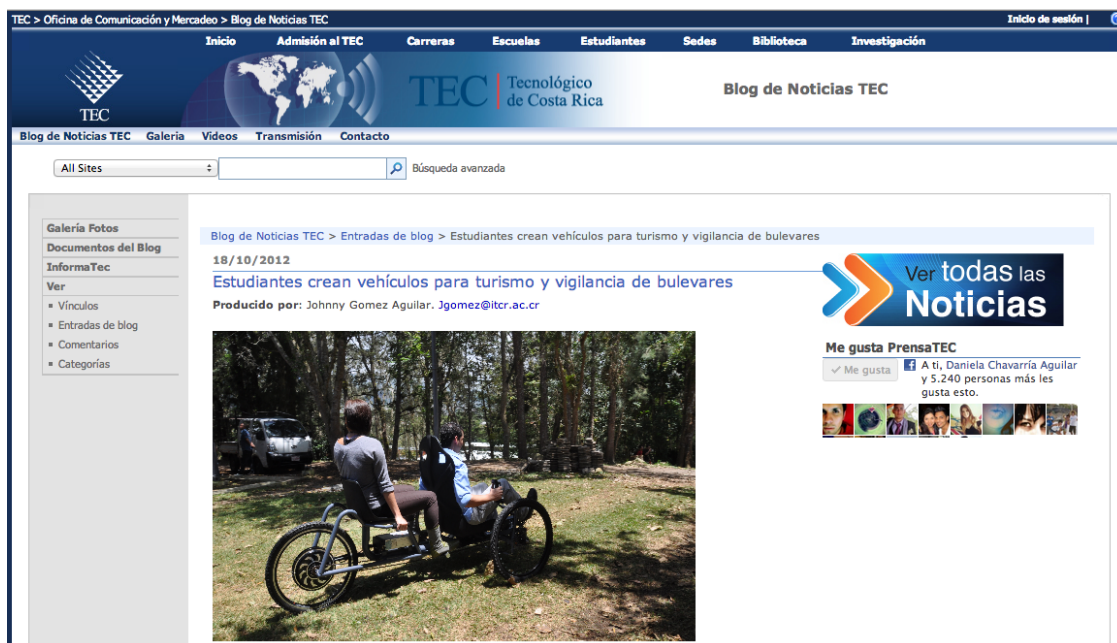 TEC > Oficina de Comunicación y Mercadeo > Blog de Noticias TEC
Inicio de sesión |
Inicio Admisión al TEC Carreras Escuelas Estudiantes Sedes Biblioteca Investigación
TEC
TEC | Tecnológico de Costa Rica
Blog de Noticias TEC
Blog de Noticias TEC Galeria Videos Transmisión Contacto
All Sites
Búsqueda avanzada
Galería Fotos
Documentos del Blog
InformaTec
Ver
Vínculos
Entradas de blog
Comentarios
Categorías
Blog de Noticias TEC > Entradas de blog > Estudiantes crean vehículos para turismo y vigilancia de bulevares
18/10/2012
Estudiantes crean vehículos para turismo y vigilancia de bulevares
Producido por: Johnny Gomez Aguilar. Jgomez@itcr.ac.cr
Ver todas las
Noticias
Me gusta PrensaTEC
Me gusta
A ti, Daniela Chavarría Aguilar
y 5.240 personas más les
gusta esto.